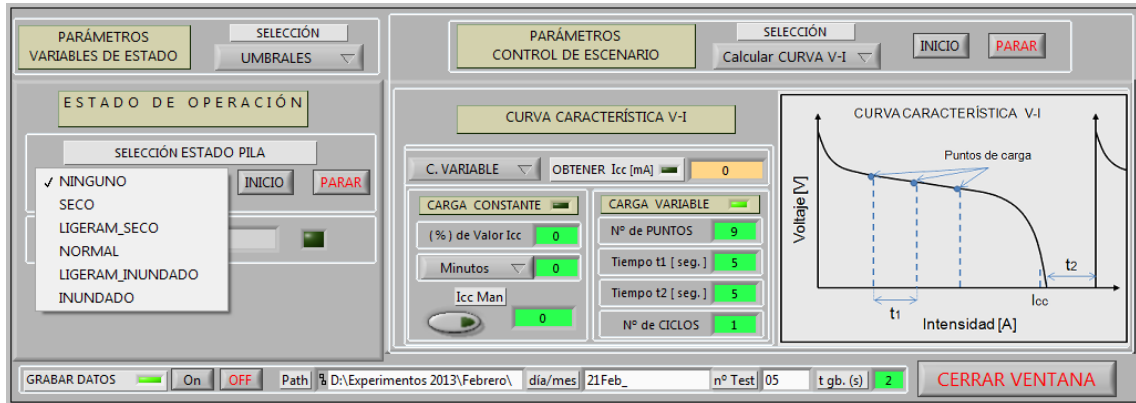 PARÁMETROS
VARIABLES DE ESTADO
SELECCIÓN
UMBRALES
PARÁMETROS
CONTROL DE ESCENARIO
SELECCIÓN
Calcular CURVA V-I
INICIO
PARAR
ESTADO DE OPERACIÓN
SELECCIÓN ESTADO PILA
✓ NINGUNO
SECO
LIGERAM_SECO
NORMAL
LIGERAM_INUNDADO
INUNDADO
INICIO
PARAR
CURVA CARACTERÍSTICA V-I
C. VARIABLE
OBTENER Icc [mA]
0
CARGA CONSTANTE
(%) de Valor Icc 0
Minutos 0
Icc Man
0
CARGA VARIABLE
Nº de PUNTOS 9
Tiempo t1 [ seg. ] 5
Tiempo t2 [ seg. ] 5
Nº de CICLOS 1
CURVA CARACTERÍSTICA V-I
Puntos de carga
Voltaje [V]
t2
Icc
t1
Intensidad [A]
GRABAR DATOS On OFF Path D:\Experimentos 2013\Febrero\ día/mes 21Feb_ nº Test 05 t gb. (s) 2 CERRAR VENTANA